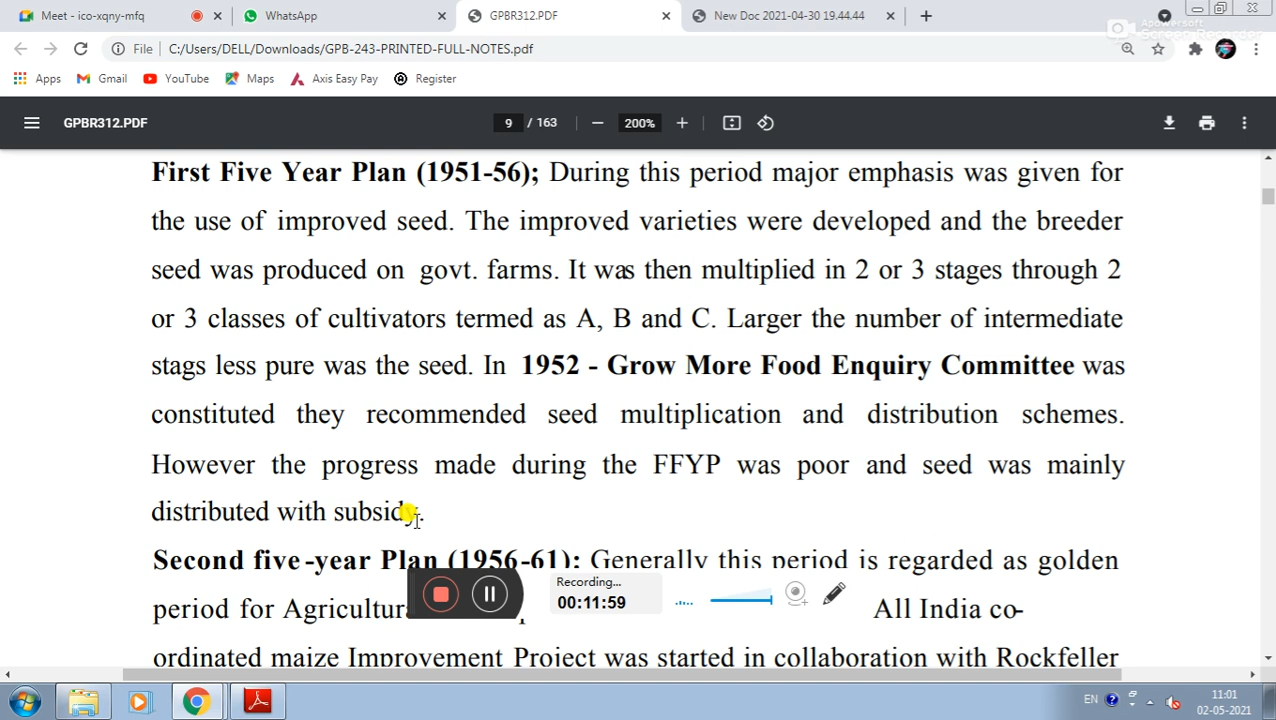 Meet - ico-xqny-mfq
WhatsApp
GPBR312.PDF
New Doc 2021-04-30 19.44.44
Apowersoft
Screen Recorder
File
C:/Users/DELL/Downloads/GPB-243-PRINTED-FULL-NOTES.pdf
Apps
Gmail
YouTube
Maps
Axis Easy Pay
Register
GPBR312.PDF
9 / 163
200%
First Five Year Plan (1951-56); During this period major emphasis was given for
the use of improved seed. The improved varieties were developed and the breeder
seed was produced on govt. farms. It was then multiplied in 2 or 3 stages through 2
or 3 classes of cultivators termed as A, B and C. Larger the number of intermediate
stags less pure was the seed. In 1952 - Grow More Food Enquiry Committee was
constituted they recommended seed multiplication and distribution schemes.
However the progress made during the FFYP was poor and seed was mainly
distributed with subsidy.
Second five -year Plan (1956-61): Generally this period is regarded as golden
period for All India co-
ordinated maize Improvement Project was started in collaboration with Rockfeller
Recording...
00:11:59
EN
11:01
02-05-2021